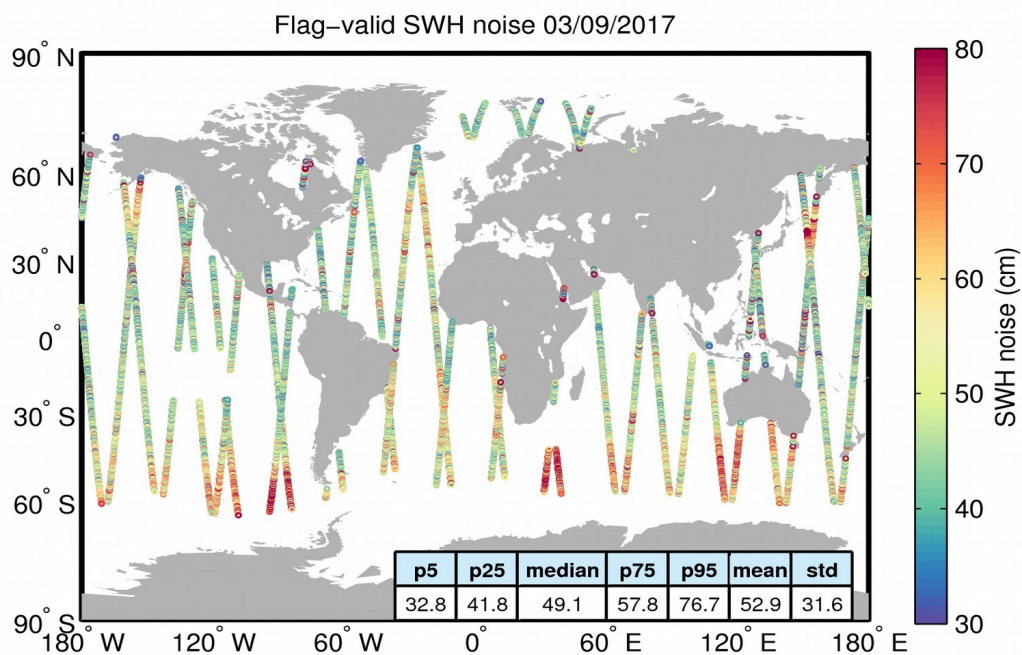 Flag−valid SWH noise 03/09/2017
90° N
60° N
30° N
0°
30° S
60° S
90° S
180° W
120° W
60° W
0°
60° E
120° E
180° E
p5 p25 median p75 p95 mean std
32.8 41.8 49.1 57.8 76.7 52.9 31.6
80
70
60
50
40
30
SWH noise (cm)